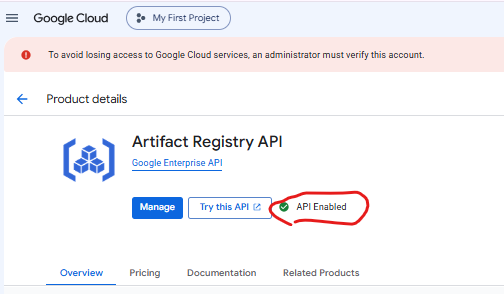 Google Cloud
My First Project
To avoid losing access to Google Cloud services, an administrator must verify this account.
Product details
Artifact Registry API
Google Enterprise API
Manage
Try this API
API Enabled
Overview
Pricing
Documentation
Related Products